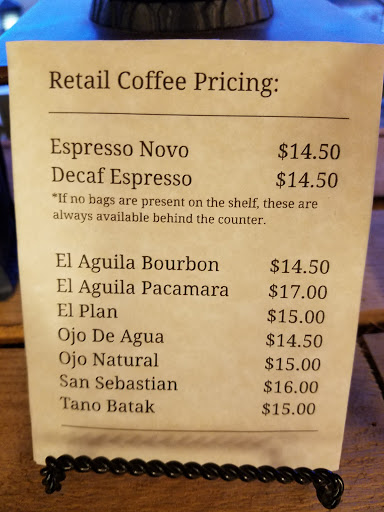 Retail Coffee Pricing:
Espresso Novo $14.50
Decaf Espresso $14.50
*If no bags are present on the shelf, these are
always available behind the counter.
El Aguila Bourbon $14.50
El Aguila Pacamara $17.00
El Plan $15.00
Ojo De Agua $14.50
Ojo Natural $15.00
San Sebastian $16.00
Tano Batak $15.00